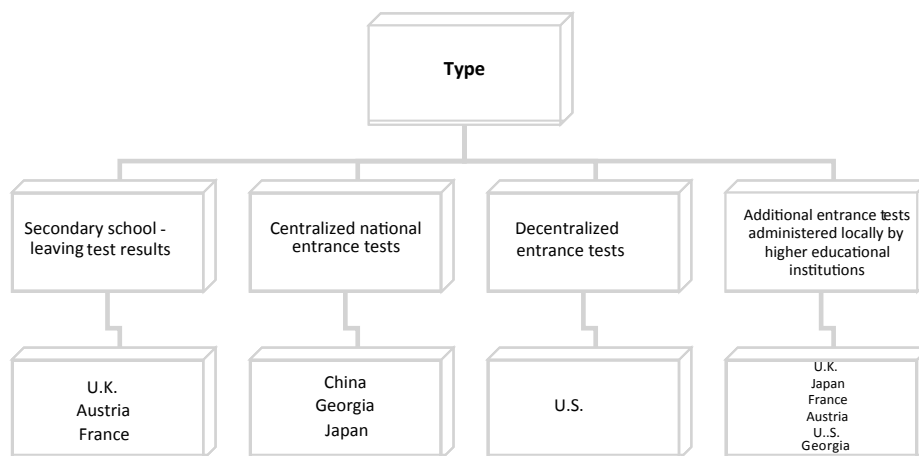 Type
Secondary school -
leaving test results
Centralized national
entrance tests
Decentralized
entrance tests
Additional entrance tests
administered locally by
higher educational
institutions
U.K.
Austria
France
China
Georgia
Japan
U.S.
U.K.
Japan
France
Austria
U..S.
Georgia